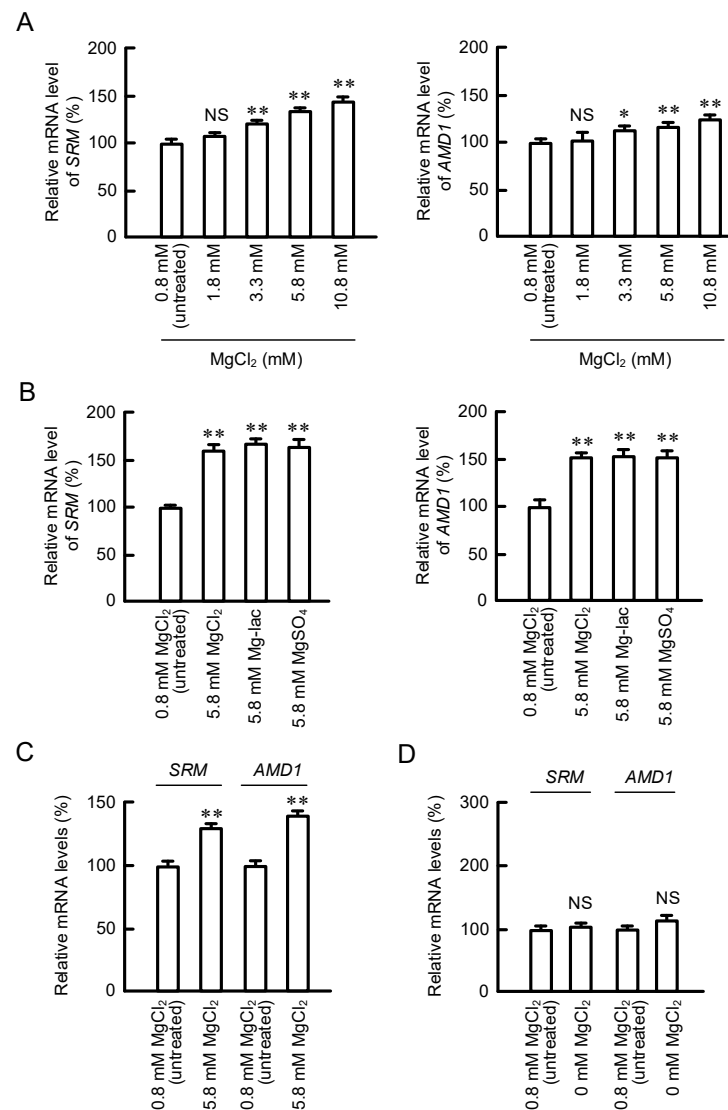 A
Relative mRNA level
of SRM (%)
200
150
100
50
0
NS
**
**
**
0.8 mM
(untreated)
1.8 mM
3.3 mM
5.8 mM
10.8 mM
MgCl₂ (mM)
Relative mRNA level
of AMD1 (%)
200
150
100
50
0
NS
*
**
**
0.8 mM
(untreated)
1.8 mM
3.3 mM
5.8 mM
10.8 mM
MgCl₂ (mM)
B
Relative mRNA level
of SRM (%)
200
150
100
50
0
**
**
**
0.8 mM MgCl₂
(untreated)
5.8 mM MgCl₂
5.8 mM Mg-lac
5.8 mM MgSO₄
Relative mRNA level
of AMD1 (%)
200
150
100
50
0
**
**
**
0.8 mM MgCl₂
(untreated)
5.8 mM MgCl₂
5.8 mM Mg-lac
5.8 mM MgSO₄
C
Relative mRNA levels (%)
150
100
50
0
SRM
AMD1
**
**
0.8 mM MgCl₂
(untreated)
5.8 mM MgCl₂
0.8 mM MgCl₂
(untreated)
5.8 mM MgCl₂
D
Relative mRNA levels (%)
300
200
100
0
SRM
AMD1
NS
NS
0.8 mM MgCl₂
(untreated)
0 mM MgCl₂
0.8 mM MgCl₂
(untreated)
0 mM MgCl₂